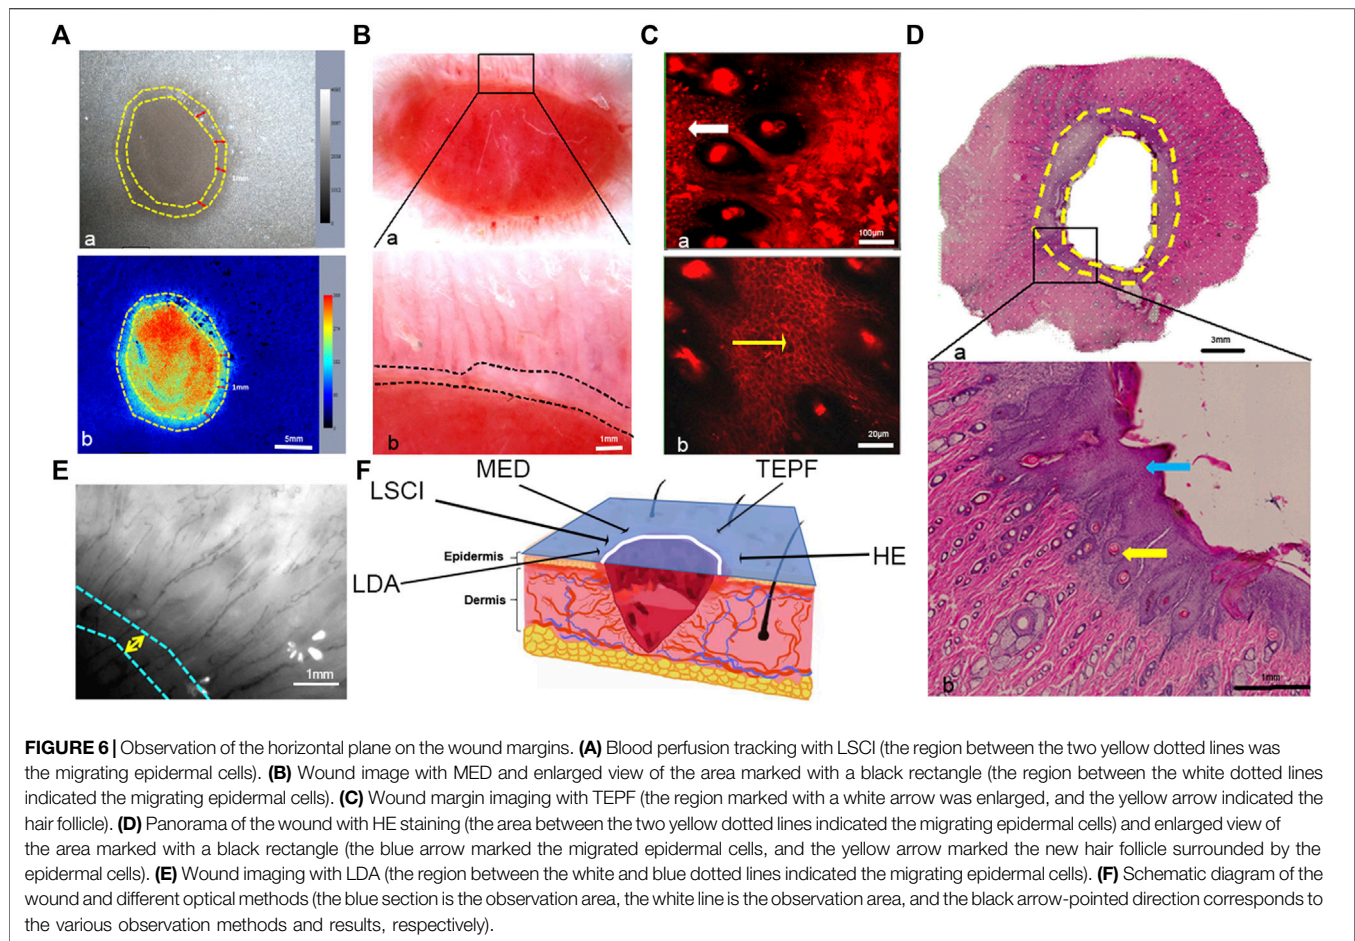 A
B
C
D
4000
3007
2038
1012
0
1mm
a
1mm
5mm
b
a
1mm
b
100µm
a
20µm
b
3mm
a
1mm
b
E
F
1mm
MED
TEPF
LSCI
HE
LDA
Epidermis
Dermis
FIGURE 6 | Observation of the horizontal plane on the wound margins. (A) Blood perfusion tracking with LSCI (the region between the two yellow dotted lines was
the migrating epidermal cells). (B) Wound image with MED and enlarged view of the area marked with a black rectangle (the region between the white dotted lines
indicated the migrating epidermal cells). (C) Wound margin imaging with TEPF (the region marked with a white arrow was enlarged, and the yellow arrow indicated the
hair follicle). (D) Panorama of the wound with HE staining (the area between the two yellow dotted lines indicated the migrating epidermal cells) and enlarged view of
the area marked with a black rectangle (the blue arrow marked the migrated epidermal cells, and the yellow arrow marked the new hair follicle surrounded by the
epidermal cells). (E) Wound imaging with LDA (the region between the white and blue dotted lines indicated the migrating epidermal cells). (F) Schematic diagram of the
wound and different optical methods (the blue section is the observation area, the white line is the observation area, and the black arrow-pointed direction corresponds to
the various observation methods and results, respectively).